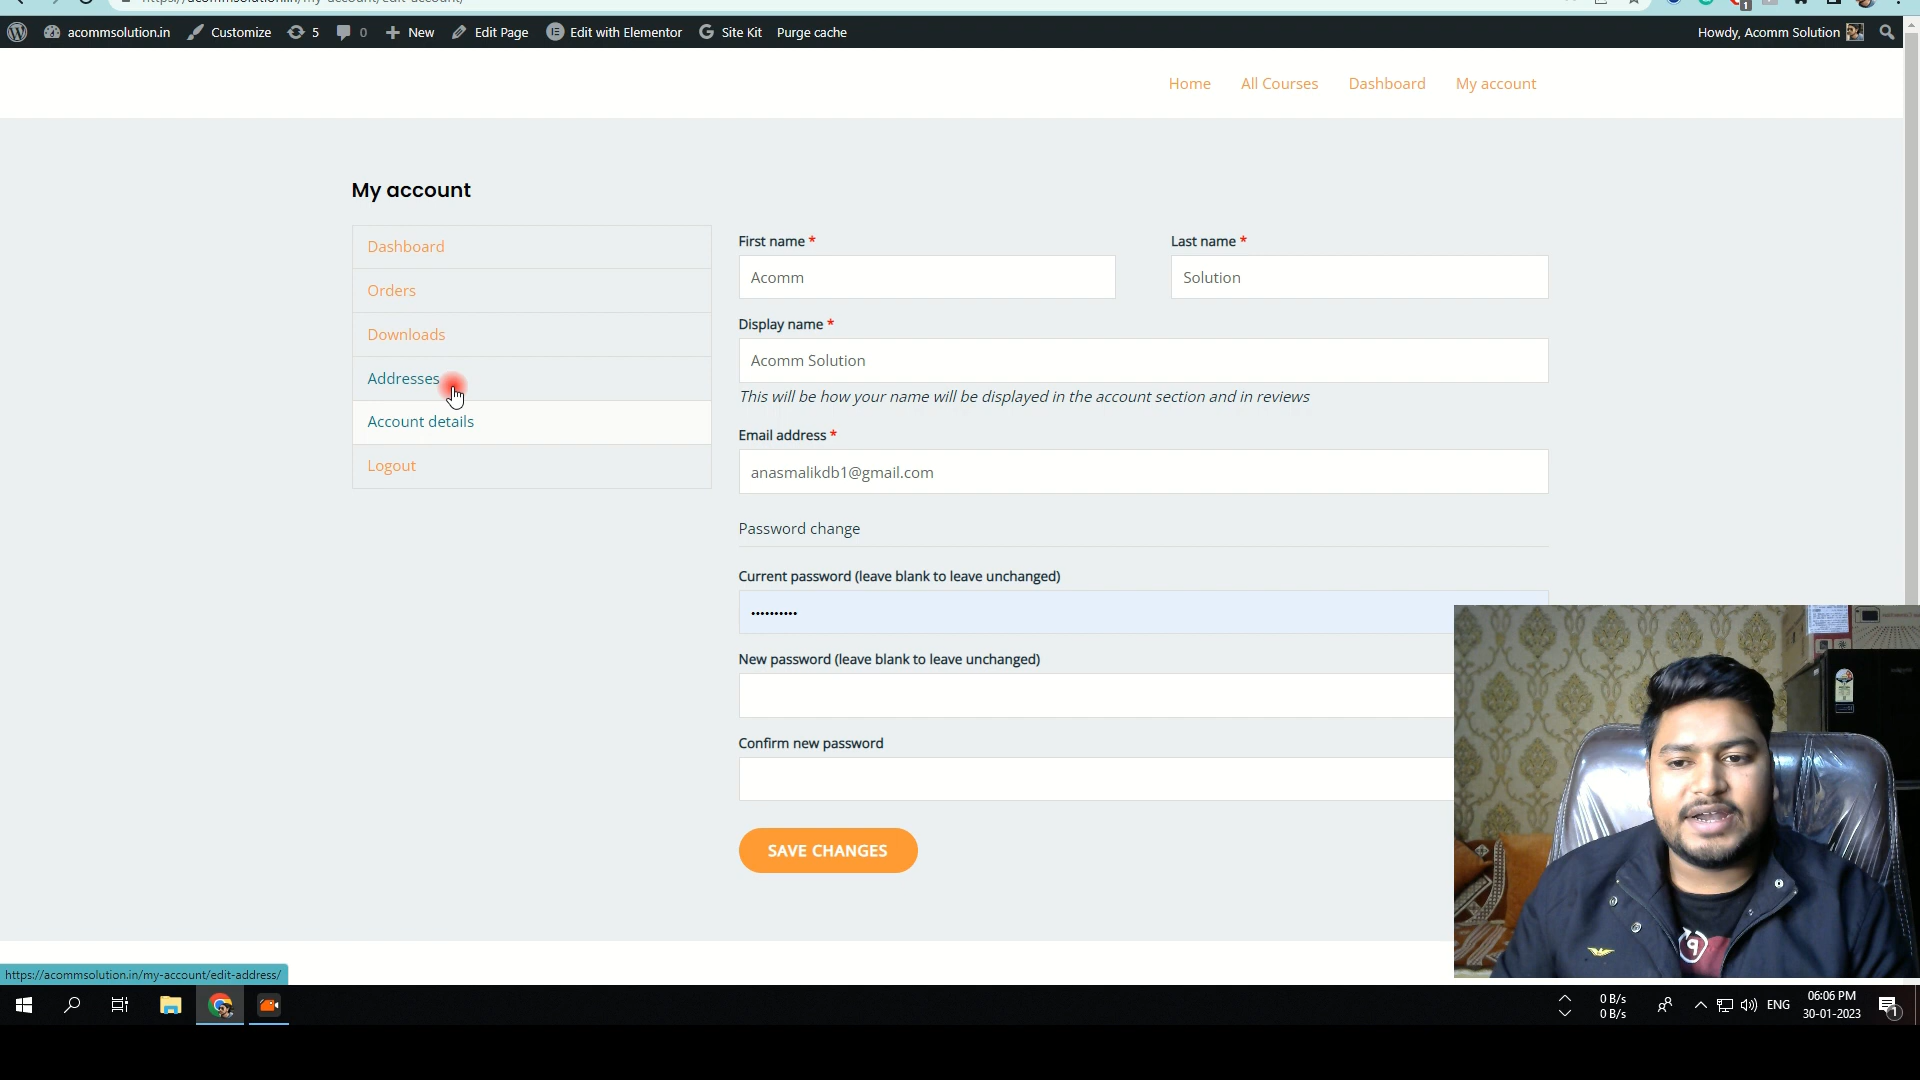 acommsolution.in Customize 5 0 New Edit Page Edit with Elementor Site Kit Purge cache Howdy, Acomm Solution
Home All Courses Dashboard My account
My account
Dashboard
Orders
Downloads
Addresses
Account details
Logout
First name * Last name *
Acomm Solution
Display name *
Acomm Solution
This will be how your name will be displayed in the account section and in reviews
Email address *
anasmalikdb1@gmail.com
Password change
Current password (leave blank to leave unchanged)
••••••••••
New password (leave blank to leave unchanged)
Confirm new password
SAVE CHANGES
https://acommsolution.in/my-account/edit-address/
0 B/s
0 B/s
ENG
06:06 PM
30-01-2023
1